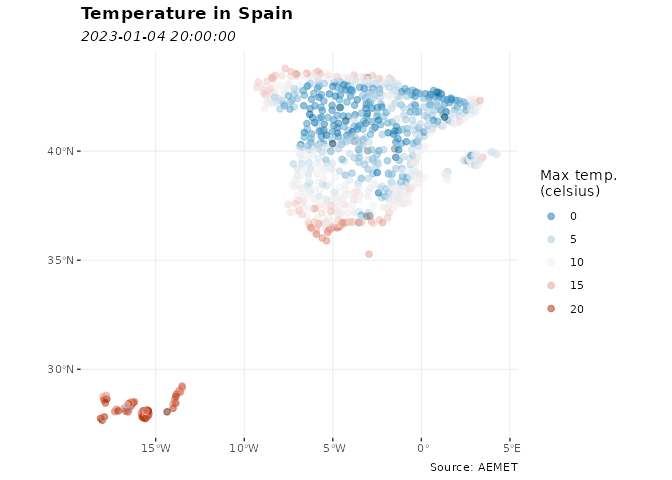 Temperature in Spain
2023-01-04 20:00:00
40°N
35°N
30°N
15°W
10°W
5°W
0°
5°E
Max temp.
(celsius)
0
5
10
15
20
Source: AEMET